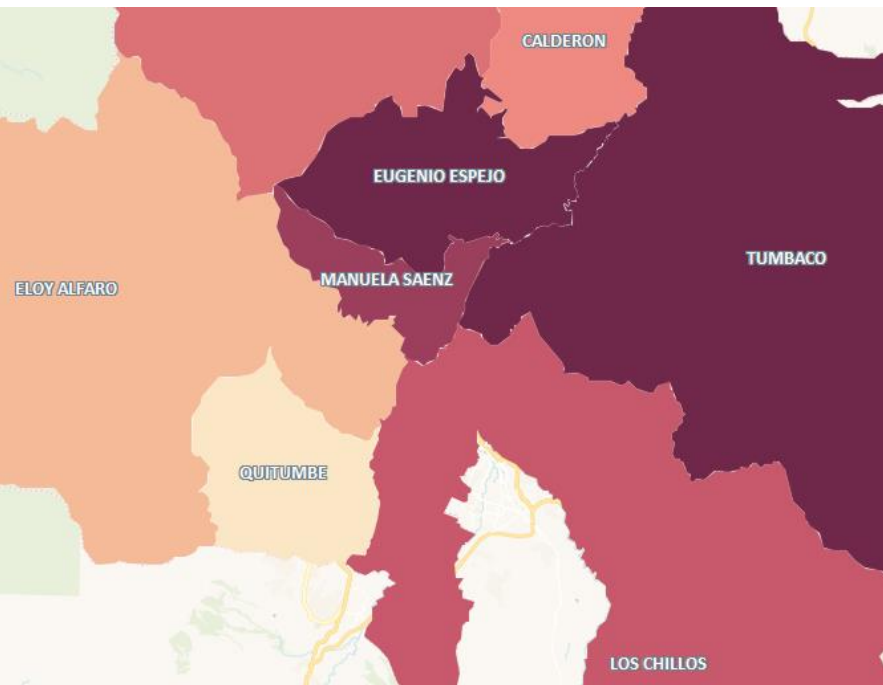 CALDERON
EUGENIO ESPEJO
TUMBACO
MANUELA SAENZ
ELOY ALFARO
QUITUMBE
LOS CHILLOS